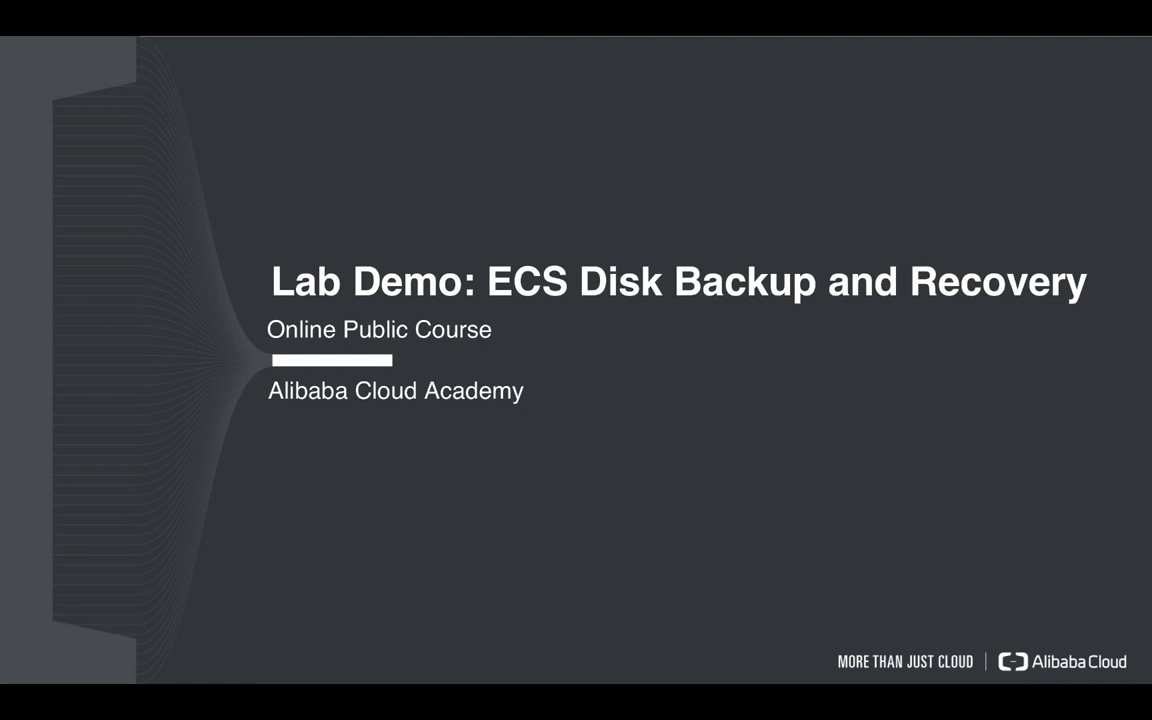 Lab Demo: ECS Disk Backup and Recovery
Online Public Course
Alibaba Cloud Academy
MORE THAN JUST CLOUD | Alibaba Cloud